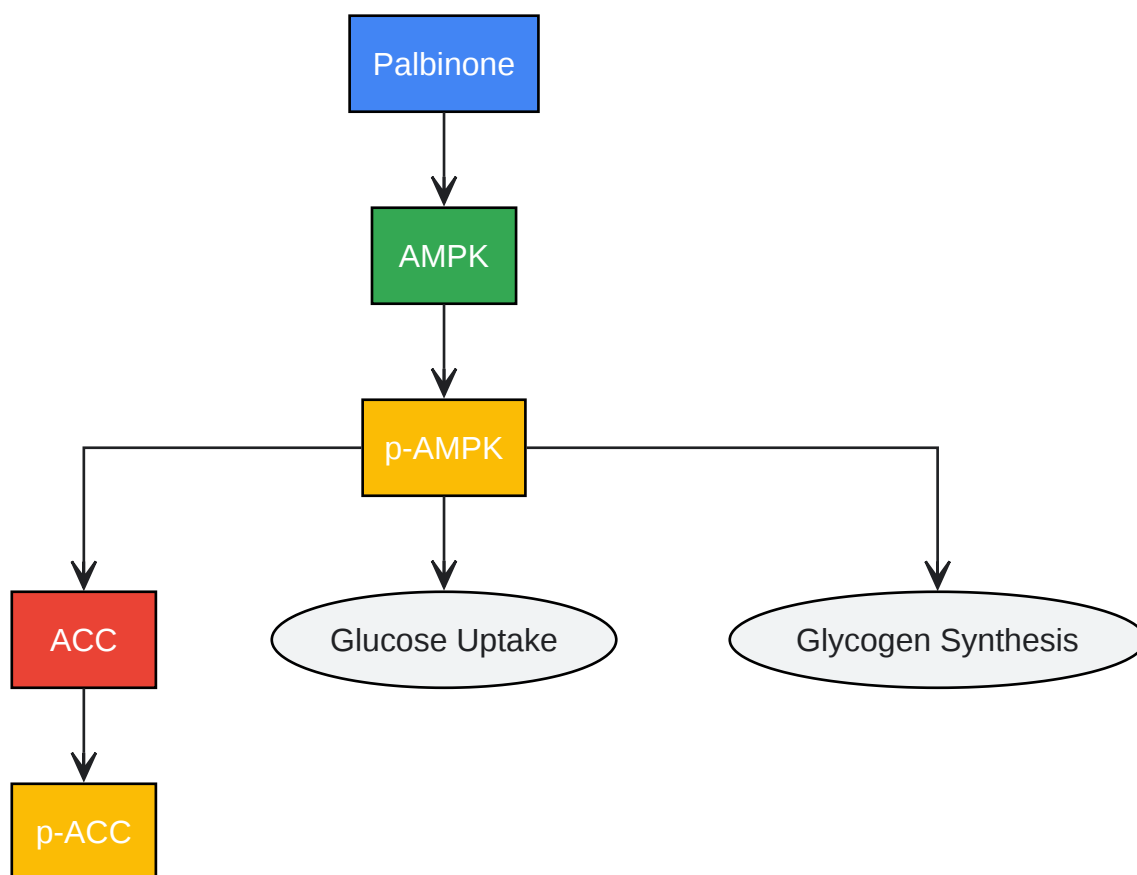 Palbinone
AMPK
p-AMPK
ACC
Glucose Uptake
Glycogen Synthesis
p-ACC